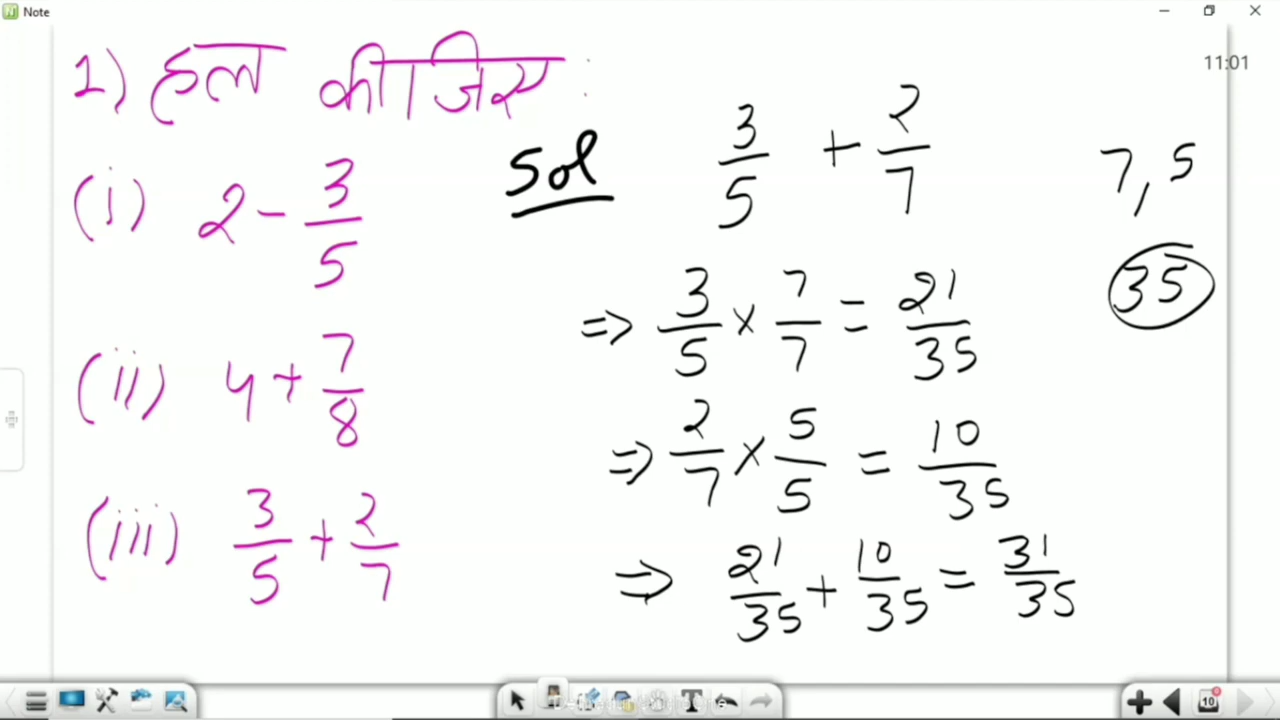 Note
11:01
1) हल कीजिए :
(i) 2 - 3/5
(ii) 4 + 7/8
(iii) 3/5 + 2/7
Sol 3/5 + 2/7
7, 5
35
=> 3/5 × 7/7 = 21/35
=> 2/7 × 5/5 = 10/35
=> 21/35 + 10/35 = 31/35
10